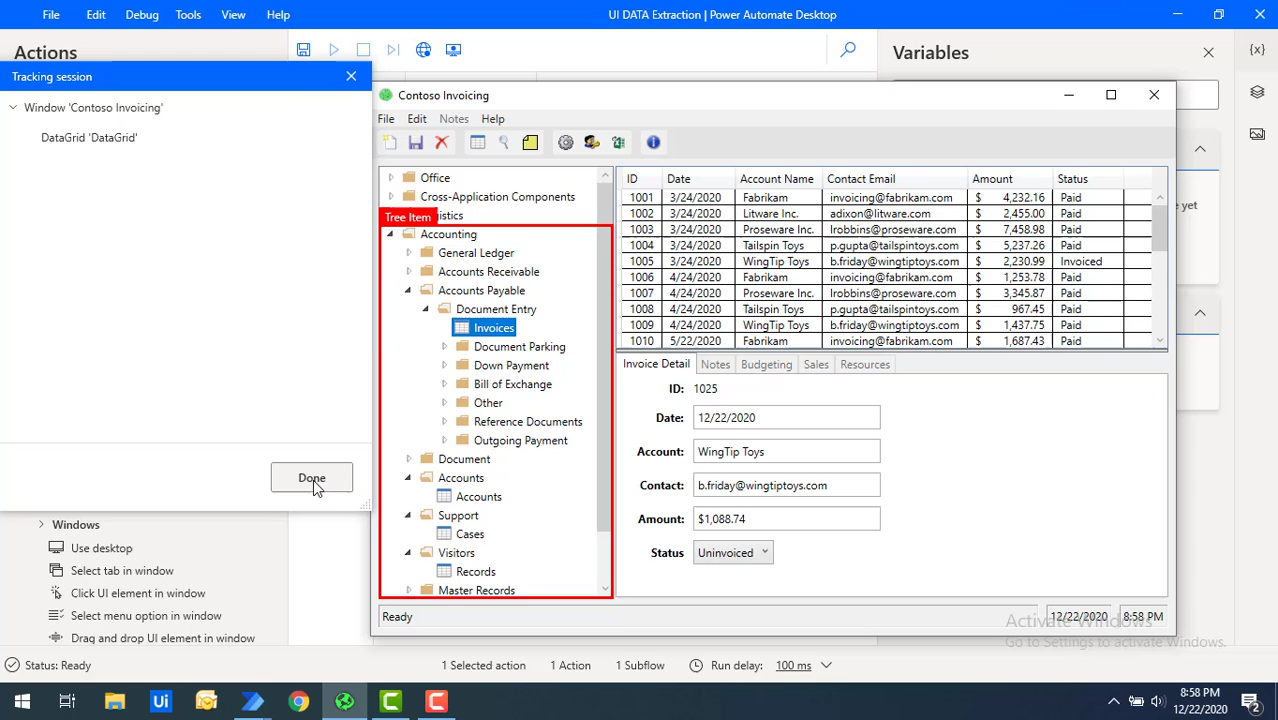 File Edit Debug Tools View Help
UI DATA Extraction | Power Automate Desktop
Actions
Variables
{x}
Tracking session
Window 'Contoso Invoicing'
DataGrid 'DataGrid'
Done
Windows
Use desktop
Select tab in window
Click UI element in window
Select menu option in window
Drag and drop UI element in window
Contoso Invoicing
File Edit Notes Help
Office
Cross-Application Components
Tree Item
Accounting
General Ledger
Accounts Receivable
Accounts Payable
Document Entry
Invoices
Document Parking
Down Payment
Bill of Exchange
Other
Reference Documents
Outgoing Payment
Document
Accounts
Accounts
Support
Cases
Visitors
Records
Master Records
ID Date Account Name Contact Email Amount Status
1001 3/24/2020 Fabrikam invoicing@fabrikam.com $ 4,232.16 Paid
1002 3/24/2020 Litware Inc. adixon@litware.com $ 2,455.00 Paid
1003 3/24/2020 Proseware Inc. lrobbins@proseware.com $ 7,458.98 Paid
1004 3/24/2020 Tailspin Toys p.gupta@tailspintoys.com $ 5,237.26 Paid
1005 3/24/2020 WingTip Toys b.friday@wingtiptoys.com $ 2,230.99 Invoiced
1006 4/24/2020 Fabrikam invoicing@fabrikam.com $ 1,253.78 Paid
1007 4/24/2020 Proseware Inc. lrobbins@proseware.com $ 3,345.87 Paid
1008 4/24/2020 Tailspin Toys p.gupta@tailspintoys.com $ 967.45 Paid
1009 4/24/2020 WingTip Toys b.friday@wingtiptoys.com $ 1,437.75 Paid
1010 5/22/2020 Fabrikam invoicing@fabrikam.com $ 1,687.43 Paid
Invoice Detail Notes Budgeting Sales Resources
ID: 1025
Date: 12/22/2020
Account: WingTip Toys
Contact: b.friday@wingtiptoys.com
Amount: $1,088.74
Status Uninvoiced
Ready 12/22/2020 8:58 PM
yet
Activate Windows
Go to Settings to activate Windows.
Status: Ready 1 Selected action 1 Action 1 Subflow Run delay: 100 ms
Ui
8:58 PM
12/22/2020
2